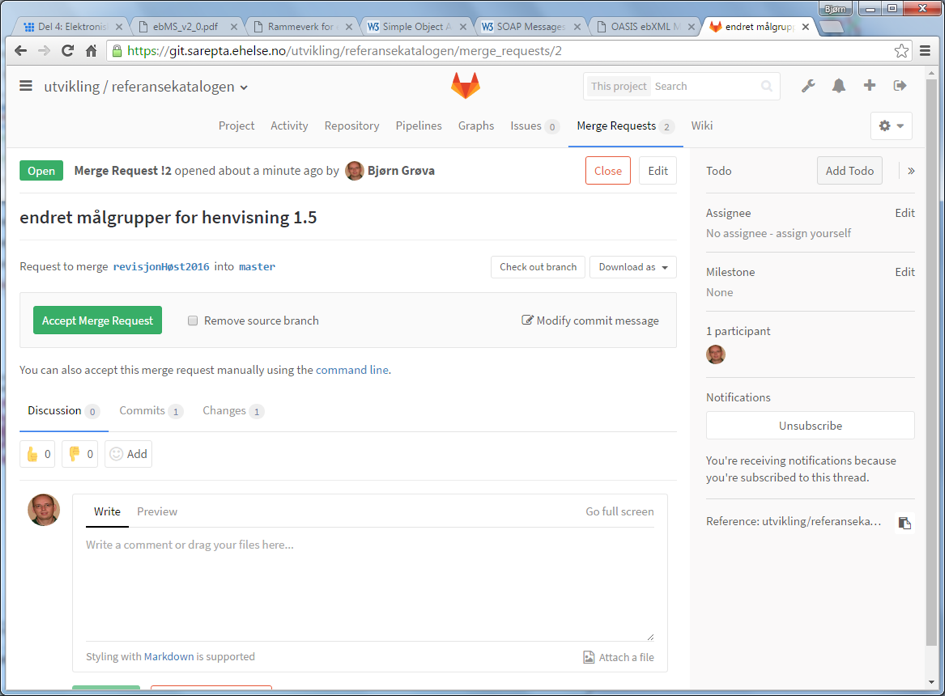 Bjørn
Del 4: Elektronis
ebMS_v2_0.pdf
Rammeverk for
W3 Simple Object A
W3 SOAP Messages
OASIS ebXML M
endret målgrupp
https://git.sarepta.ehelse.no/utvikling/referansekatalogen/merge_requests/2
utvikling / referansekatalogen
This project Search
Project Activity Repository Pipelines Graphs Issues 0 Merge Requests 2 Wiki
Open Merge Request !2 opened about a minute ago by Bjørn Grøva Close Edit
endret målgrupper for henvisning 1.5
Request to merge revisjonHøst2016 into master Check out branch Download as
Accept Merge Request Remove source branch Modify commit message
You can also accept this merge request manually using the command line.
Discussion 0 Commits 1 Changes 1
0 0 Add
Write Preview Go full screen
Write a comment or drag your files here...
Styling with Markdown is supported Attach a file
Todo Add Todo »
Assignee Edit
No assignee - assign yourself
Milestone Edit
None
1 participant
Notifications
Unsubscribe
You're receiving notifications because
you're subscribed to this thread.
Reference: utvikling/referanseka...